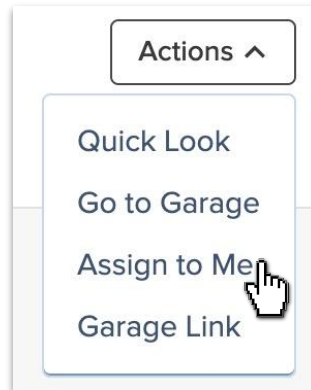 Actions
Quick Look
Go to Garage
Assign to Me
Garage Link